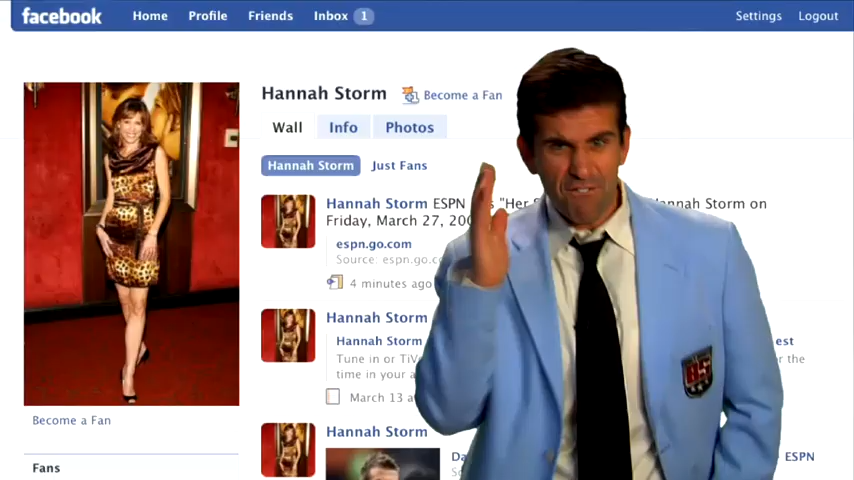 facebook Home Profile Friends Inbox 1 Settings Logout
Hannah Storm Become a Fan
Wall Info Photos
Hannah Storm Just Fans
Hannah Storm ESPN "Her Hannah Storm on
Friday, March 27,
espn.go.com
Source: espn.go.c
4 minutes ago
Hannah Storm
Hannah Storm
Tune in or TiV the
time in your a
March 13 a
Hannah Storm
ESPN
Become a Fan
Fans